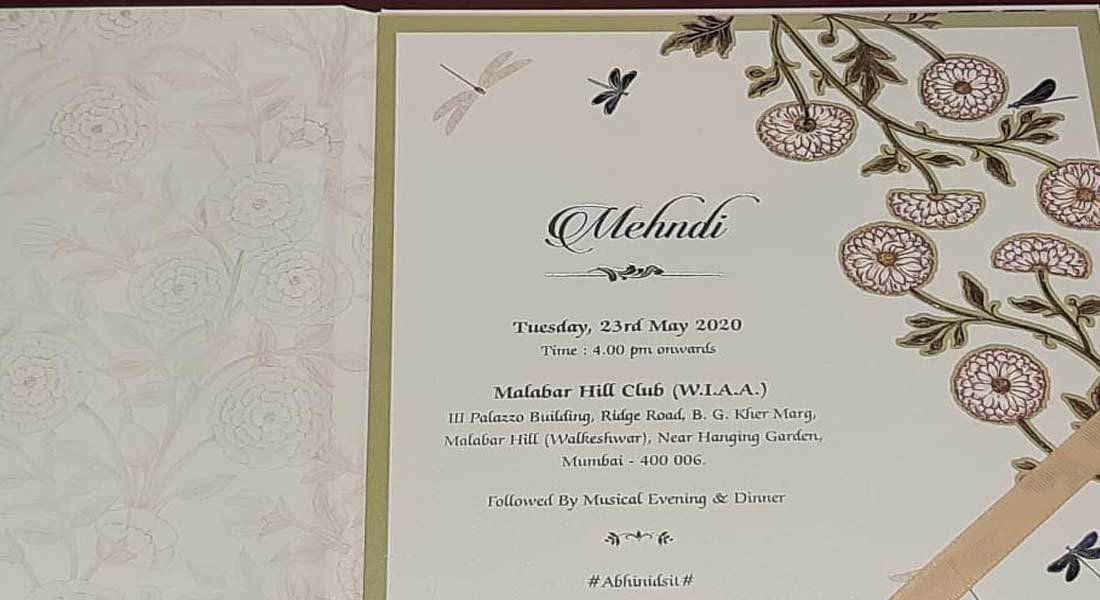 Mehndi
Tuesday, 23rd May 2020
Time : 4.00 pm onwards
Malabar Hill Club (W.I.A.A.)
III Palazzo Building, Ridge Road, B. G. Kher Marg,
Malabar Hill (Walkeshwar), Near Hanging Garden,
Mumbai - 400 006.
Followed By Musical Evening & Dinner
#Abhinidsit#